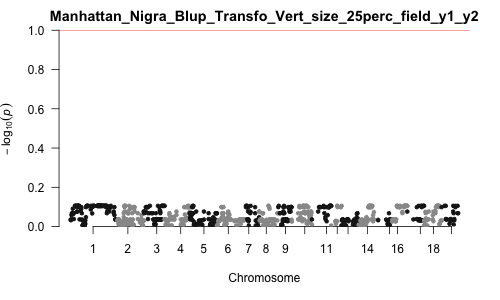 Manhattan_Nigra_Blup_Transfo_Vert_size_25perc_field_y1_y2
1.0
0.8
0.6
0.4
0.2
0.0
− log₁₀(p)
1 2 3 4 5 6 7 8 9 11 14 16 18
Chromosome